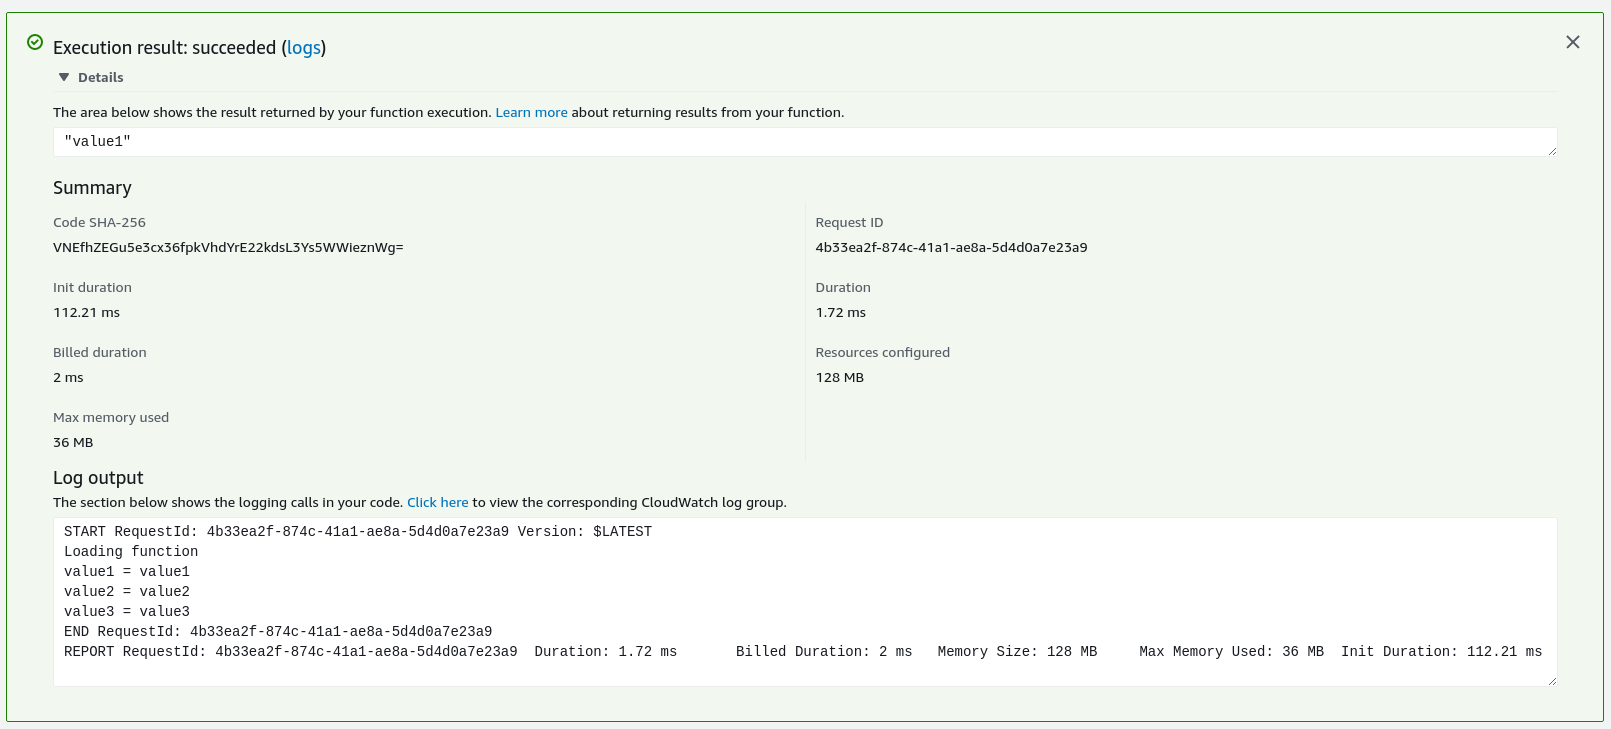 Execution result: succeeded (logs)
Details
The area below shows the result returned by your function execution. Learn more about returning results from your function.
"value1"
Summary
Code SHA-256
VNEfhZEGu5e3cx36fpkVhdYrE22kdsL3Ys5WWieznWg=
Request ID
4b33ea2f-874c-41a1-ae8a-5d4d0a7e23a9
Init duration
112.21 ms
Duration
1.72 ms
Billed duration
2 ms
Resources configured
128 MB
Max memory used
36 MB
Log output
The section below shows the logging calls in your code. Click here to view the corresponding CloudWatch log group.
START RequestId: 4b33ea2f-874c-41a1-ae8a-5d4d0a7e23a9 Version: $LATEST
Loading function
value1 = value1
value2 = value2
value3 = value3
END RequestId: 4b33ea2f-874c-41a1-ae8a-5d4d0a7e23a9
REPORT RequestId: 4b33ea2f-874c-41a1-ae8a-5d4d0a7e23a9  Duration: 1.72 ms  Billed Duration: 2 ms  Memory Size: 128 MB  Max Memory Used: 36 MB  Init Duration: 112.21 ms